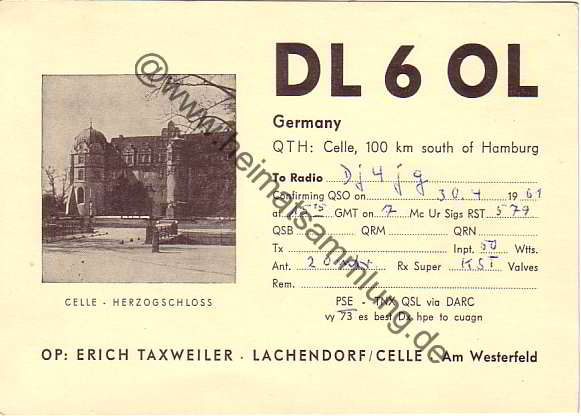 DL 6 OL
Germany
QTH: Celle, 100 km south of Hamburg
To Radio Dj4jg
Confirming QSO on 30.4 1961
at 15 GMT on Mc Ur Sigs RST 579
QSB QRM QRN
Tx Inpt. 50 Wtts.
Ant. Rx Super KST Valves
Rem.
PSE - TNX QSL via DARC
vy 73 es best Dx hpe to cuagn
CELLE - HERZOGSCHLOSS
OP: ERICH TAXWEILER · LACHENDORF/CELLE · Am Westerfeld
@www.heimatsammlung.de